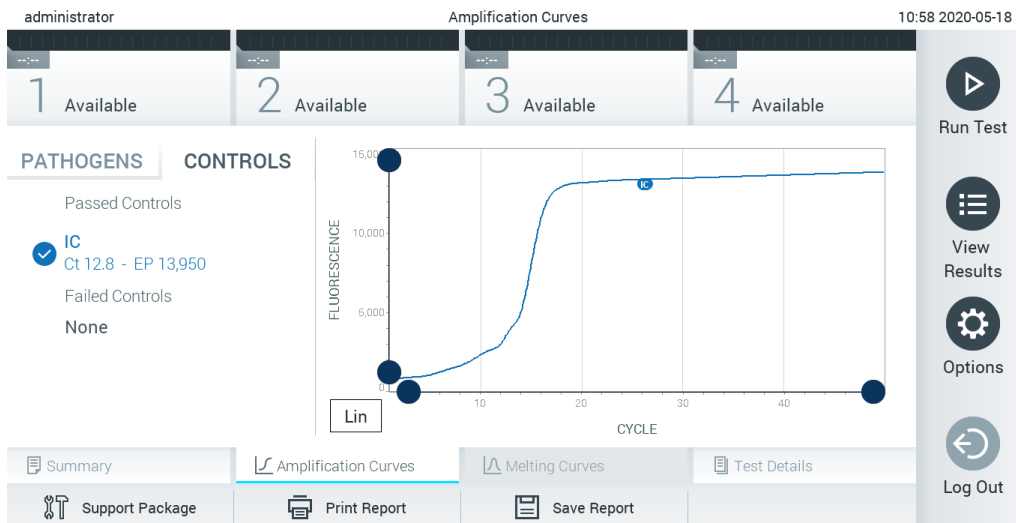 administrator
Amplification Curves
10:58 2020-05-18
--:--
1 Available
--:--
2 Available
--:--
3 Available
--:--
4 Available
Run Test
View
Results
Options
Log Out
PATHOGENS
CONTROLS
Passed Controls
IC
Ct 12.8 - EP 13,950
Failed Controls
None
FLUORESCENCE
15,000
10,000
5,000
0
IC
10
20
30
40
CYCLE
Lin
Summary
Amplification Curves
Melting Curves
Test Details
Support Package
Print Report
Save Report